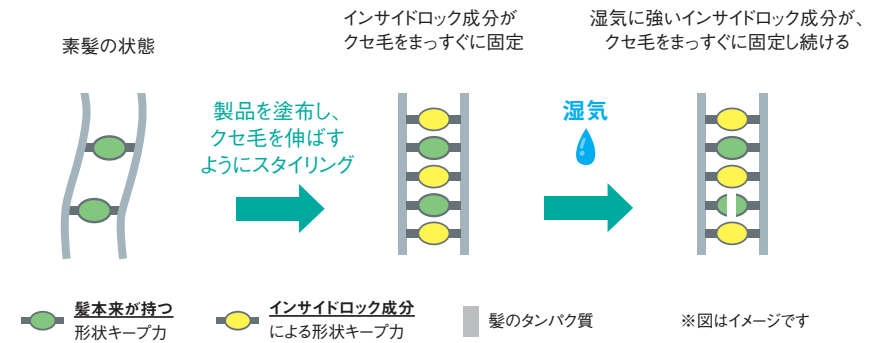 素髪の状態
インサイドロック成分が
クセ毛をまっすぐに固定
湿気に強いインサイドロック成分が、
クセ毛をまっすぐに固定し続ける
製品を塗布し、
クセ毛を伸ばす
ようにスタイリング
湿気
髪本来が持つ
形状キープ力
インサイドロック成分
による形状キープ力
髪のタンパク質
※図はイメージです